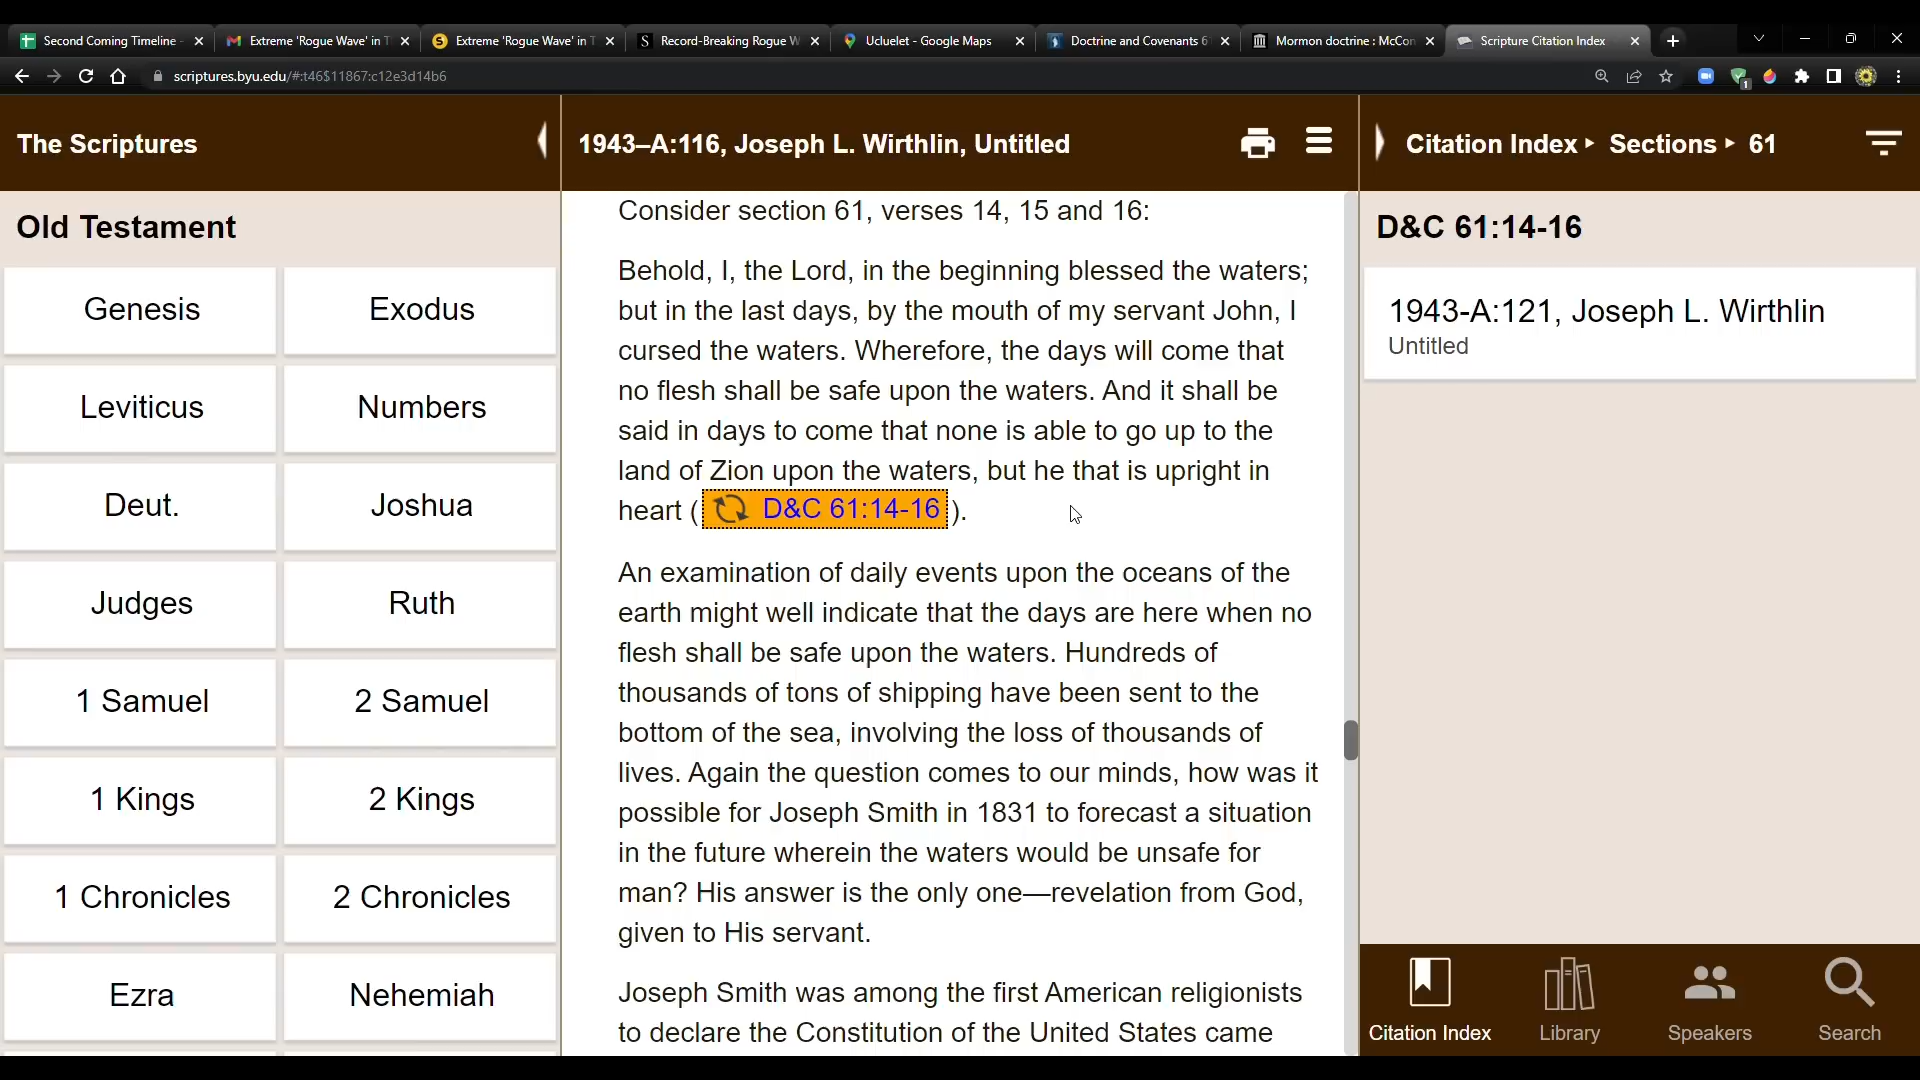 Second Coming Timeline -
Extreme 'Rogue Wave' in T
Extreme 'Rogue Wave' in T
Record-Breaking Rogue W
Ucluelet - Google Maps
Doctrine and Covenants 6
Mormon doctrine : McCon
Scripture Citation Index
scriptures.byu.edu/#:t46$11867:c12e3d14b6
1
The Scriptures
1943–A:116, Joseph L. Wirthlin, Untitled
Citation Index ▸ Sections ▸ 61
Old Testament
Genesis
Exodus
Leviticus
Numbers
Deut.
Joshua
Judges
Ruth
1 Samuel
2 Samuel
1 Kings
2 Kings
1 Chronicles
2 Chronicles
Ezra
Nehemiah
Consider section 61, verses 14, 15 and 16:
Behold, I, the Lord, in the beginning blessed the waters;
but in the last days, by the mouth of my servant John, I
cursed the waters. Wherefore, the days will come that
no flesh shall be safe upon the waters. And it shall be
said in days to come that none is able to go up to the
land of Zion upon the waters, but he that is upright in
heart ( D&C 61:14-16 ).
An examination of daily events upon the oceans of the
earth might well indicate that the days are here when no
flesh shall be safe upon the waters. Hundreds of
thousands of tons of shipping have been sent to the
bottom of the sea, involving the loss of thousands of
lives. Again the question comes to our minds, how was it
possible for Joseph Smith in 1831 to forecast a situation
in the future wherein the waters would be unsafe for
man? His answer is the only one—revelation from God,
given to His servant.
Joseph Smith was among the first American religionists
to declare the Constitution of the United States came
D&C 61:14-16
1943-A:121, Joseph L. Wirthlin
Untitled
Citation Index
Library
Speakers
Search